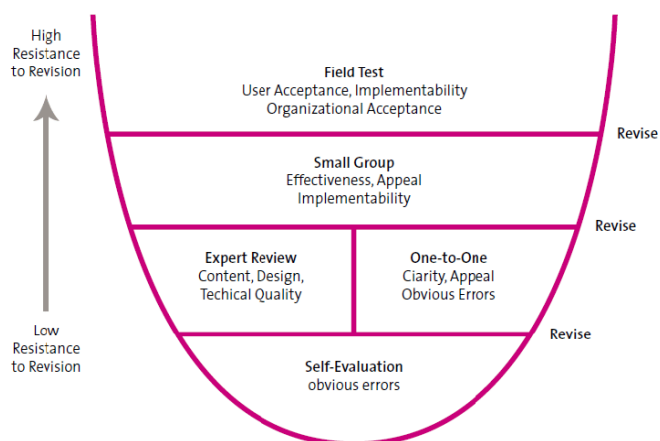 High
Resistance
to Revision
Field Test
User Acceptance, Implementability
Organizational Acceptance
Revise
Small Group
Effectiveness, Appeal
Implementability
Revise
Expert Review
Content, Design,
Techical Quality
One-to-One
Ciarity, Appeal
Obvious Errors
Revise
Low
Resistance
to Revision
Self-Evaluation
obvious errors